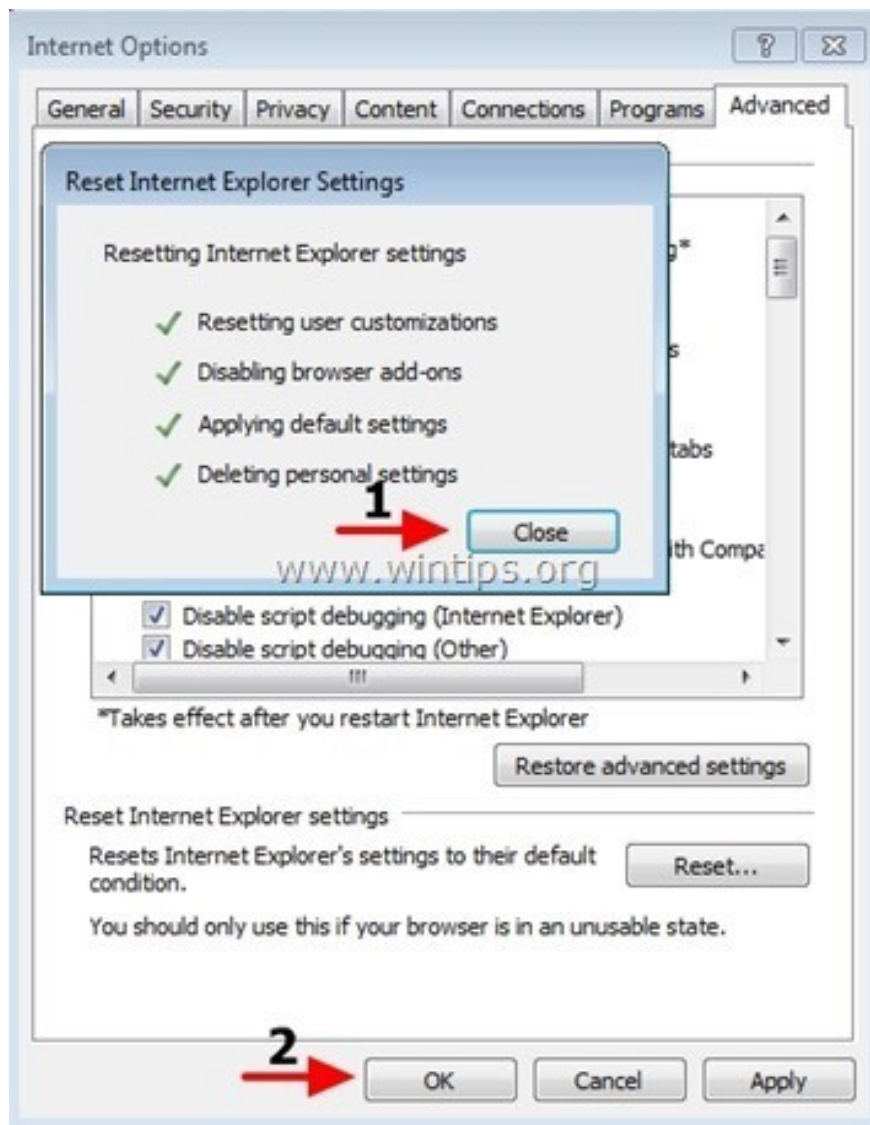 Internet Options
General Security Privacy Content Connections Programs Advanced
Reset Internet Explorer Settings
Resetting Internet Explorer settings
Resetting user customizations
Disabling browser add-ons
Applying default settings
Deleting personal settings
1
Close
www.wintips.org
g*
s
tabs
ith Compa
Disable script debugging (Internet Explorer)
Disable script debugging (Other)
*Takes effect after you restart Internet Explorer
Restore advanced settings
Reset Internet Explorer settings
Resets Internet Explorer's settings to their default
condition.
Reset...
You should only use this if your browser is in an unusable state.
2
OK Cancel Apply